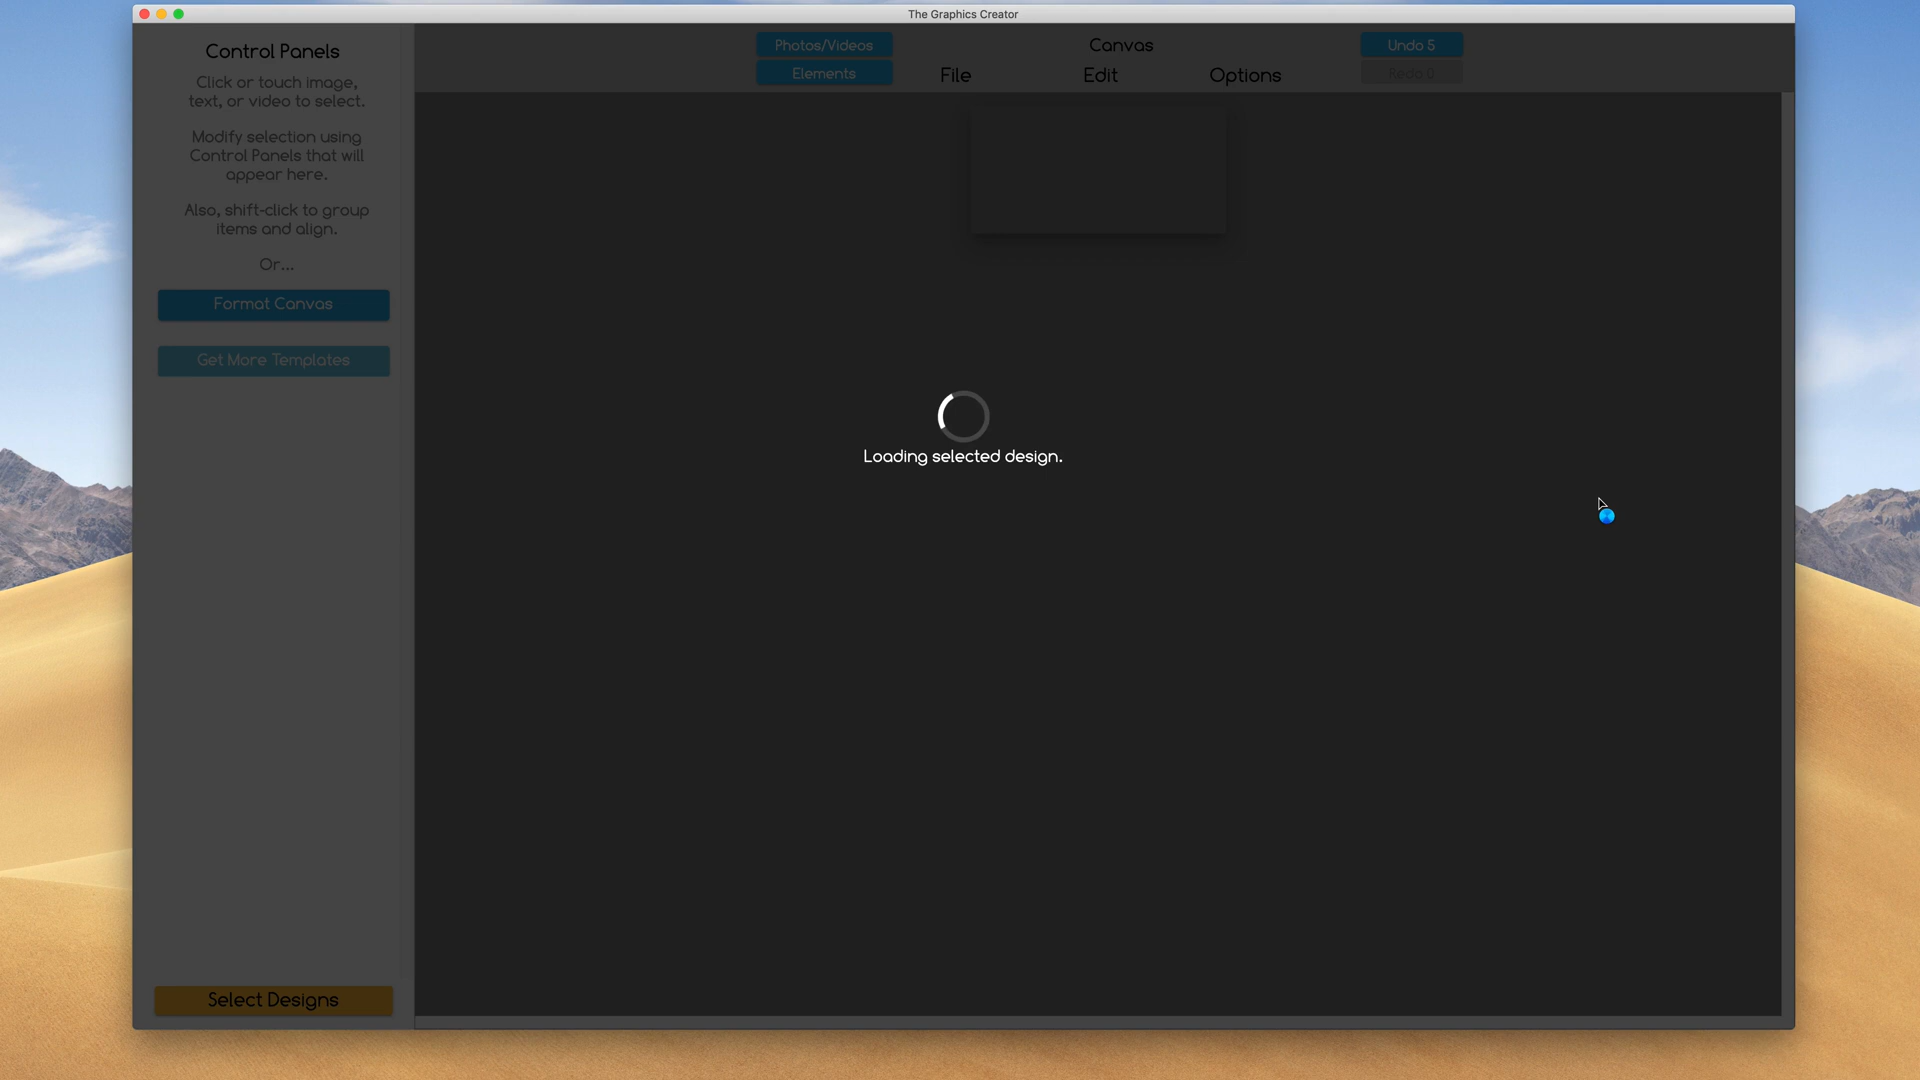 The Graphics Creator
Control Panels
Click or touch image,
text, or video to select.
Modify selection using
Control Panels that will
appear here.
Also, shift-click to group
items and align.
Or...
Format Canvas
Get More Templates
Select Designs
Photos/Videos
Elements
Canvas
File
Edit
Options
Undo 5
Redo 0
Loading selected design.